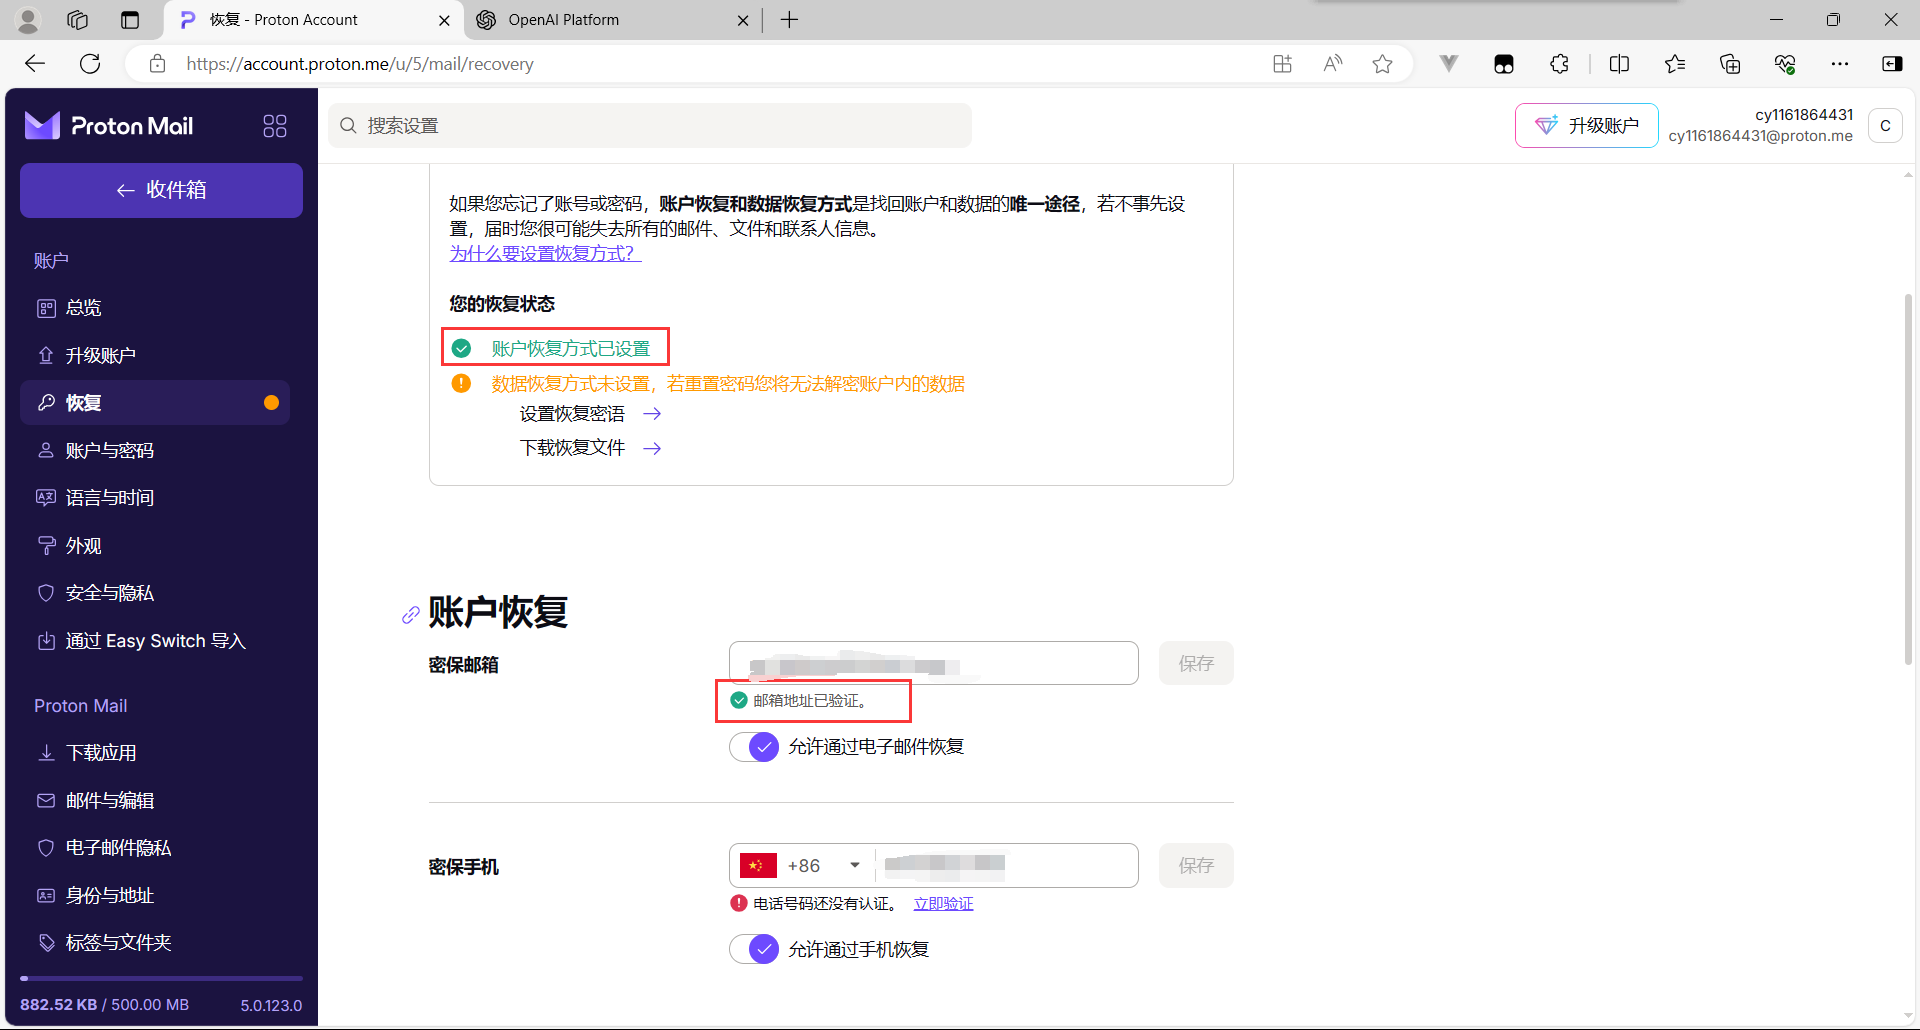 恢复 - Proton Account
OpenAI Platform
https://account.proton.me/u/5/mail/recovery
Proton Mail
搜索设置
升级账户
cy1161864431
cy1161864431@proton.me
C
← 收件箱
账户
总览
升级账户
恢复
账户与密码
语言与时间
外观
安全与隐私
通过 Easy Switch 导入
Proton Mail
下载应用
邮件与编辑
电子邮件隐私
身份与地址
标签与文件夹
882.52 KB / 500.00 MB
5.0.123.0
如果您忘记了账号或密码，账户恢复和数据恢复方式是找回账户和数据的唯一途径，若不事先设
置，届时您很可能失去所有的邮件、文件和联系人信息。
为什么要设置恢复方式？
您的恢复状态
账户恢复方式已设置
数据恢复方式未设置，若重置密码您将无法解密账户内的数据
设置恢复密语 →
下载恢复文件 →
账户恢复
密保邮箱
保存
邮箱地址已验证。
允许通过电子邮件恢复
密保手机
+86
保存
电话号码还没有认证。 立即验证
允许通过手机恢复